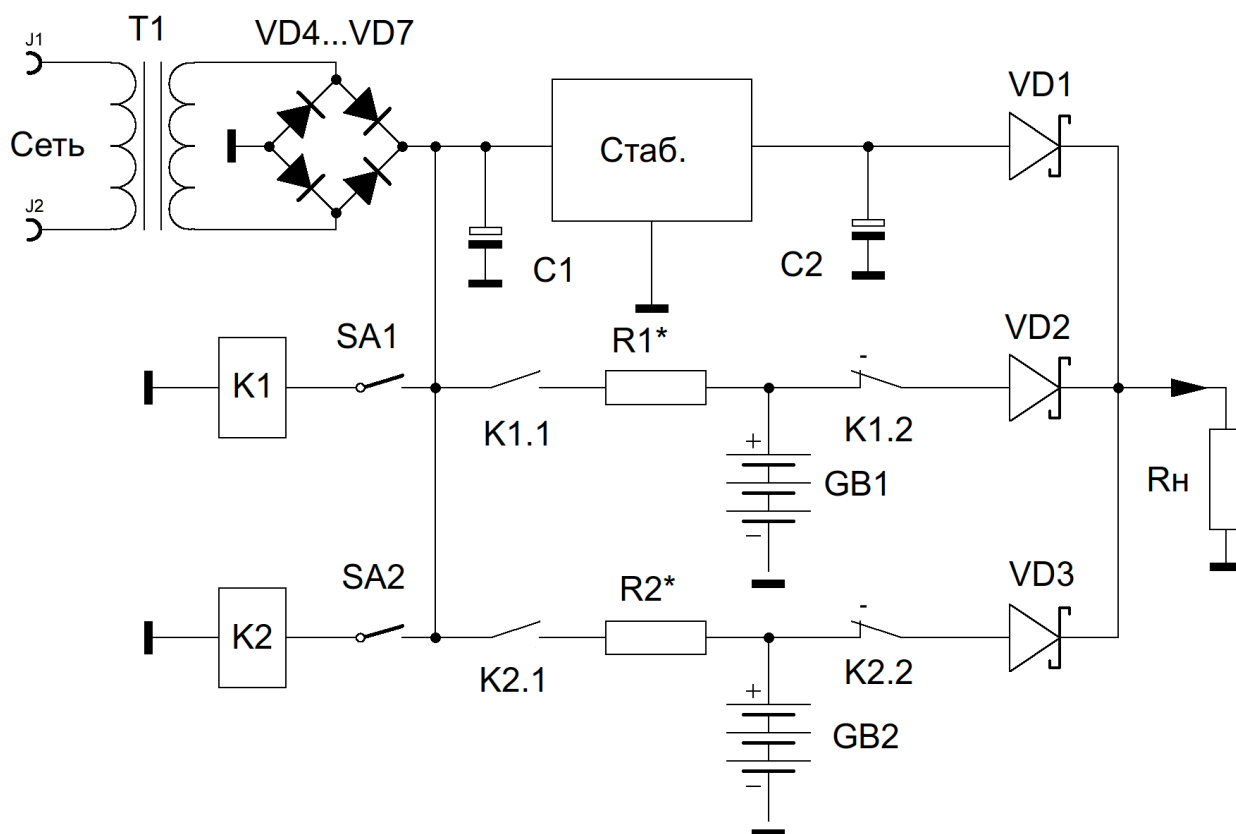 J1
T1
VD4...VD7
Сеть
J2
C1
Стаб.
C2
VD1
K1
SA1
K1.1
R1*
+
GB1
–
-
K1.2
VD2
Rн
K2
SA2
K2.1
R2*
+
GB2
–
-
K2.2
VD3